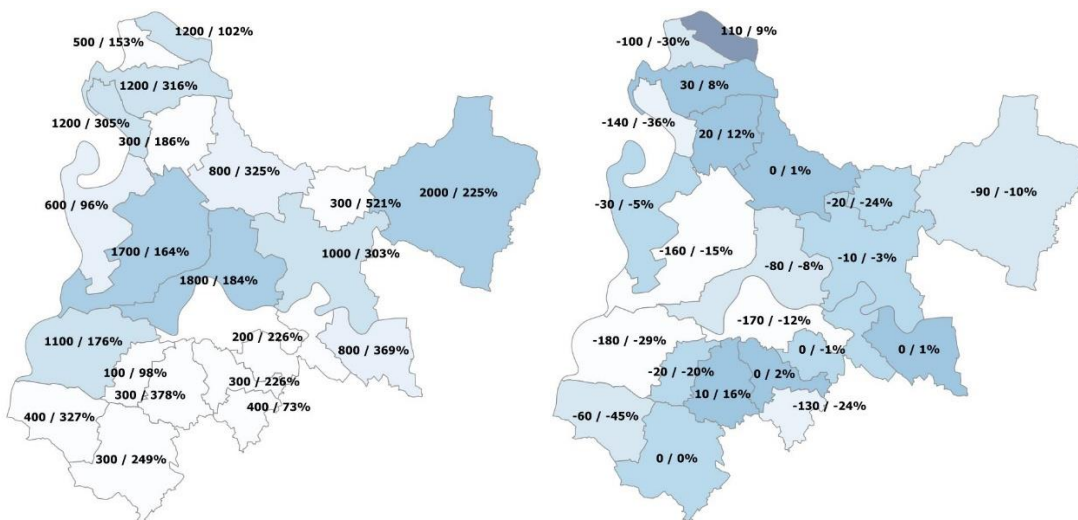 1200 / 102%
500 / 153%
1200 / 316%
1200 / 305%
300 / 186%
800 / 325%
2000 / 225%
300 / 521%
600 / 96%
1700 / 164%
1000 / 303%
1800 / 184%
200 / 226%
1100 / 176%
800 / 369%
100 / 98%
300 / 226%
300 / 378%
400 / 73%
400 / 327%
300 / 249%
110 / 9%
-100 / -30%
30 / 8%
-140 / -36%
20 / 12%
0 / 1%
-90 / -10%
-20 / -24%
-30 / -5%
-160 / -15%
-10 / -3%
-80 / -8%
-170 / -12%
-180 / -29%
0 / -1%
0 / 1%
-20 / -20%
0 / 2%
10 / 16%
-130 / -24%
-60 / -45%
0 / 0%